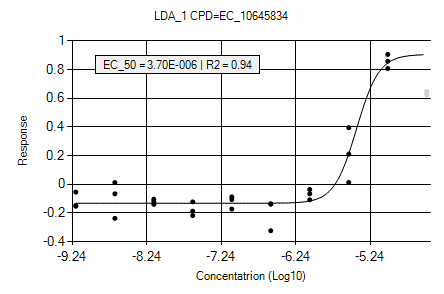 LDA_1 CPD=EC_10645834
EC_50 = 3.70E-006 | R2 = 0.94
1
0.8
0.6
0.4
0.2
0
-0.2
-0.4
Response
-9.24 -8.24 -7.24 -6.24 -5.24
Concentatrion (Log10)